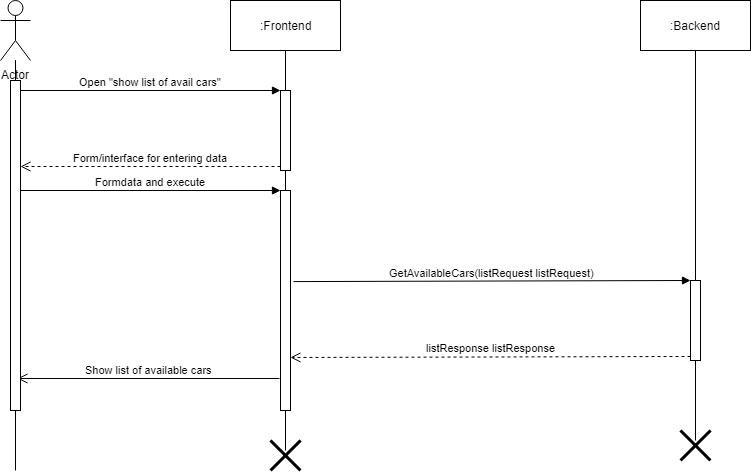 :Frontend
:Backend
Actor
Open "show list of avail cars"
Form/interface for entering data
Formdata and execute
GetAvailableCars(listRequest listRequest)
listResponse listResponse
Show list of available cars